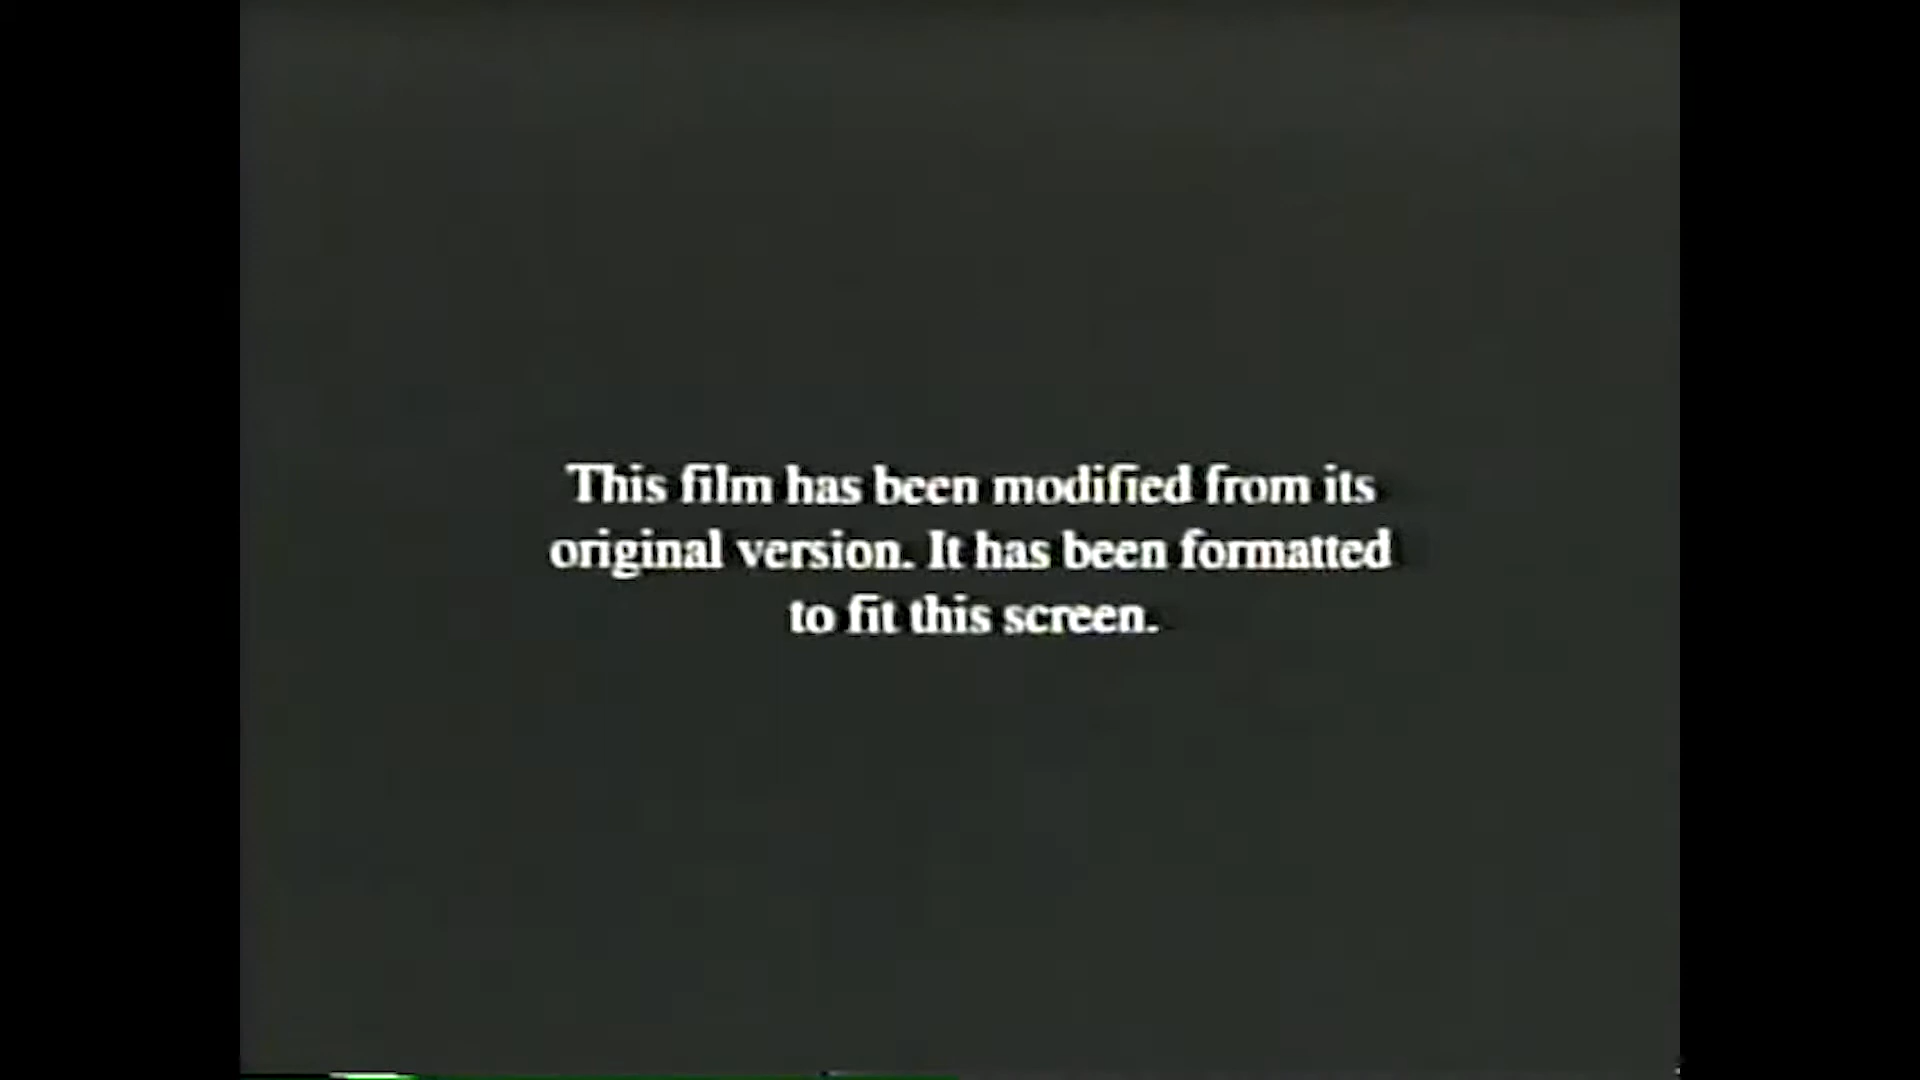 This film has been modified from its
original version. It has been formatted
to fit this screen.